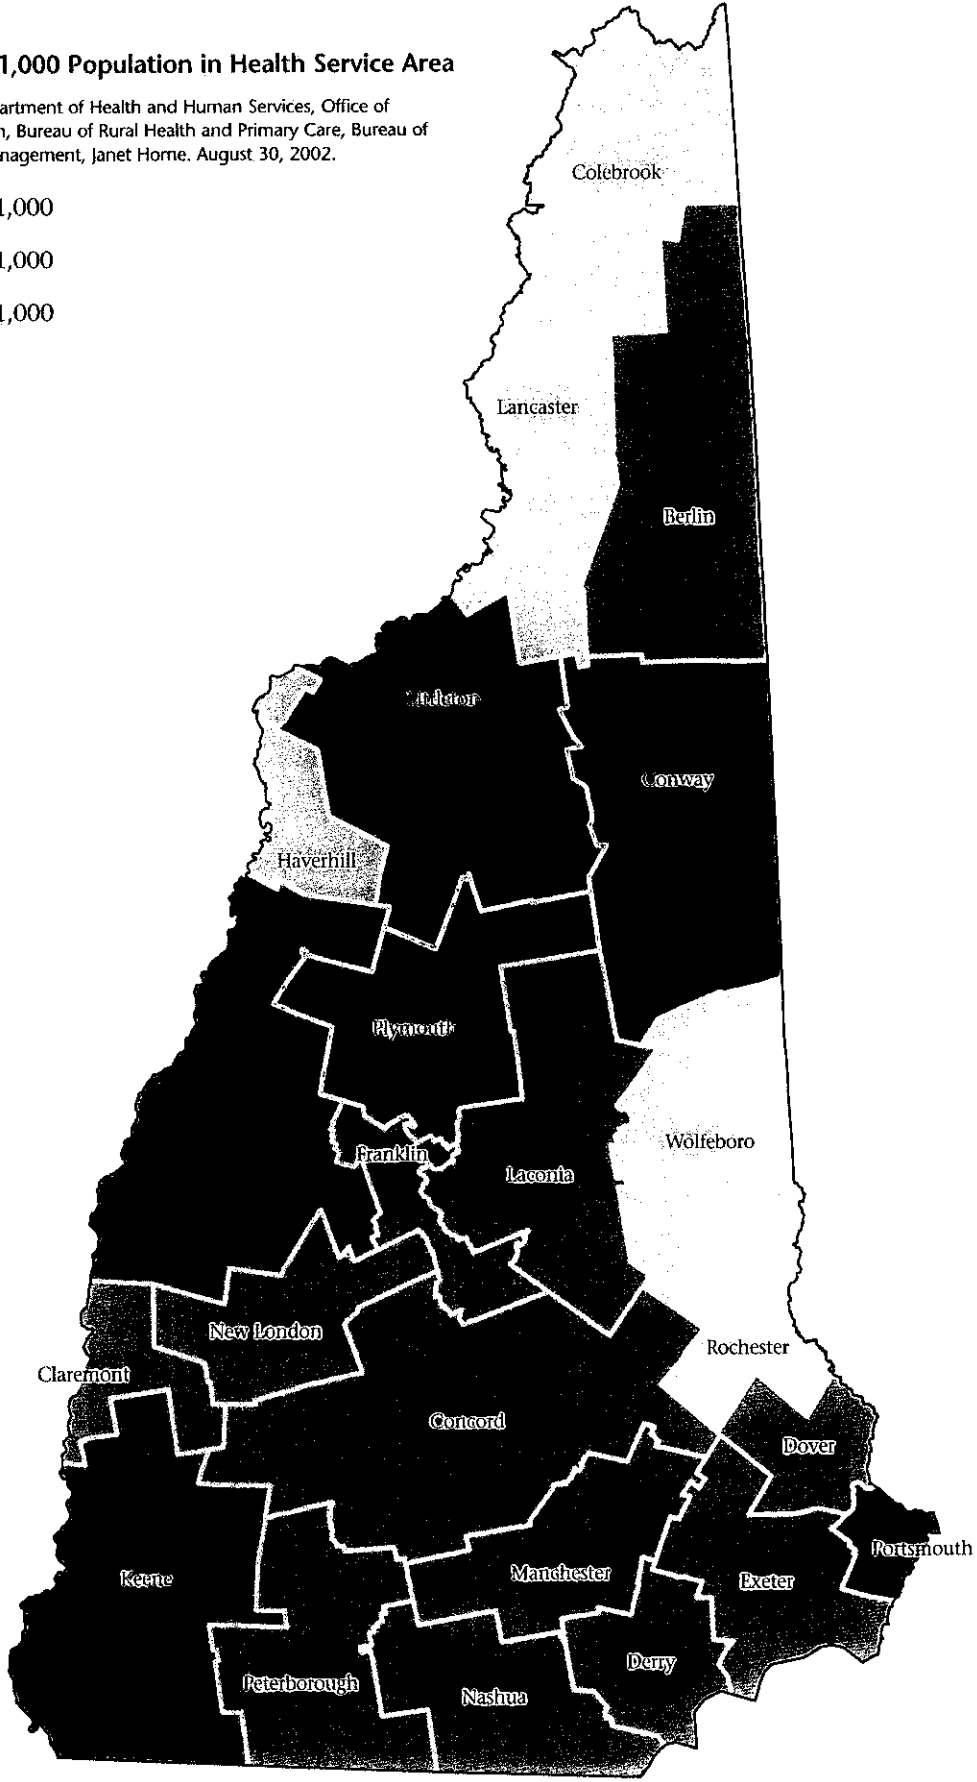 1,000 Population in Health Service Area
artment of Health and Human Services, Office of
n, Bureau of Rural Health and Primary Care, Bureau of
nagement, Janet Horne. August 30, 2002.
1,000
1,000
1,000
Colebrook
Lancaster
Berlin
Littleton
Conway
Haverhill
Plymouth
Wolfeboro
Franklin
Laconia
New London
Rochester
Claremont
Concord
Dover
Portsmouth
Manchester
Keene
Exeter
Derry
Peterborough
Nashua